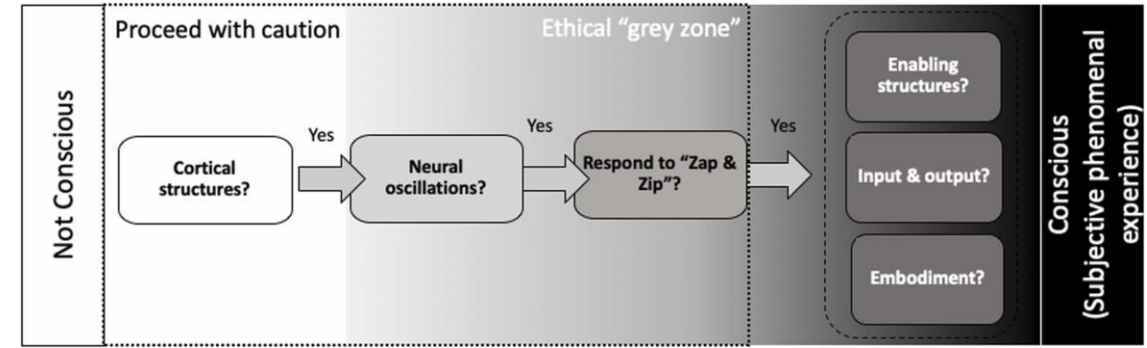 Not Conscious
Proceed with caution
Ethical “grey zone”
Cortical
structures?
Yes
Neural
oscillations?
Yes
Respond to “Zap &
Zip”?
Yes
Enabling
structures?
Input & output?
Embodiment?
Conscious
(Subjective phenomenal
experience)